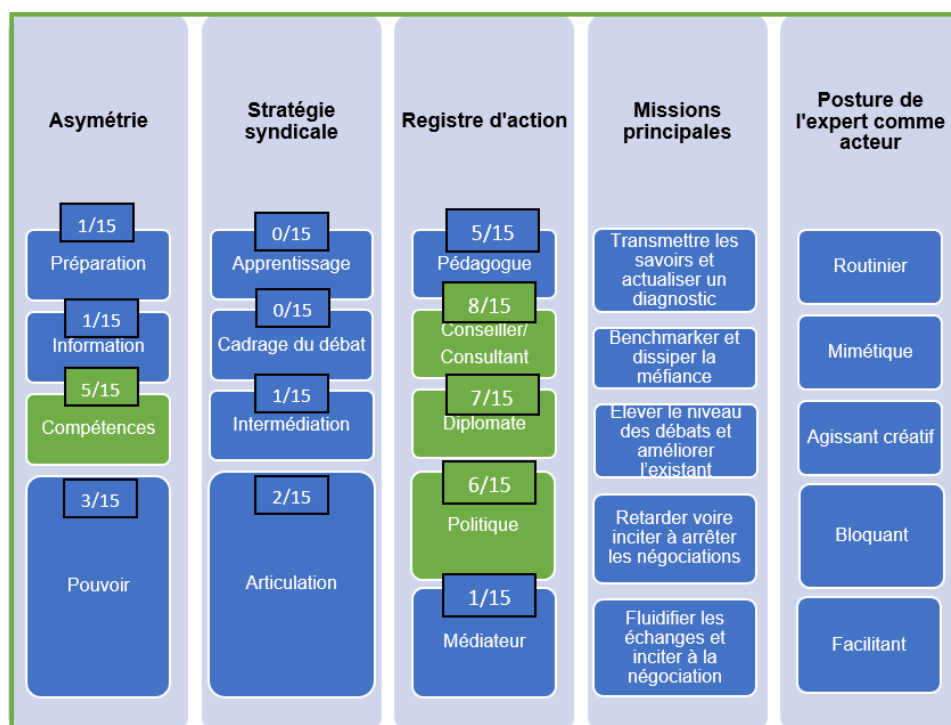 Asymétrie
1/15
Préparation
1/15
Information
5/15
Compétences
3/15
Pouvoir
Stratégie
syndicale
0/15
Apprentissage
0/15
Cadrage du débat
1/15
Intermédiation
2/15
Articulation
Registre d'action
5/15
Pédagogue
8/15
Conseiller/
Consultant
7/15
Diplomate
6/15
Politique
1/15
Médiateur
Missions
principales
Transmettre les
savoirs et
actualiser un
diagnostic
Benchmarker et
dissiper la
méfiance
Elever le niveau
des débats et
améliorer
l'existant
Retarder voire
inciter à arrêter
les négociations
Fluidifier les
échanges et
inciter à la
négociation
Posture de
l'expert comme
acteur
Routinier
Mimétique
Agissant créatif
Bloquant
Facilitant